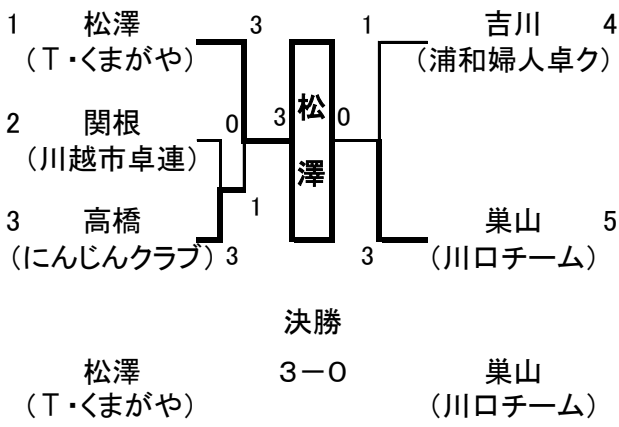 1 松澤 3 1 吉川 4
（T・くまがや） （浦和婦人卓ク）
2 関根 0 3 松澤 0
（川越市卓連）
3 高橋 1 巣山 5
（にんじんクラブ） 3 3 （川口チーム）
決勝
松澤 3－0 巣山
（T・くまがや） （川口チーム）